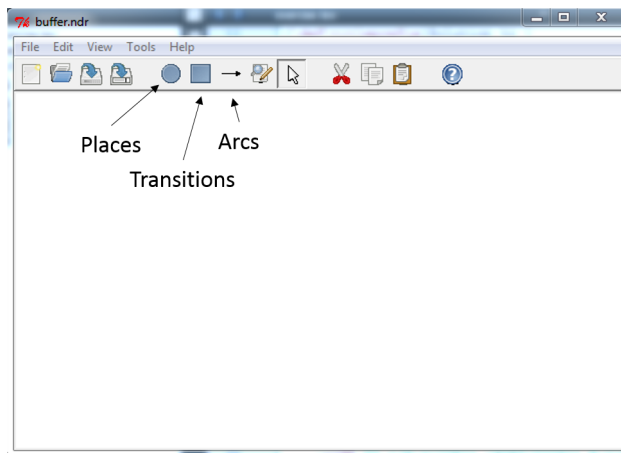 buffer.ndr
File Edit View Tools Help
Places
Arcs
Transitions